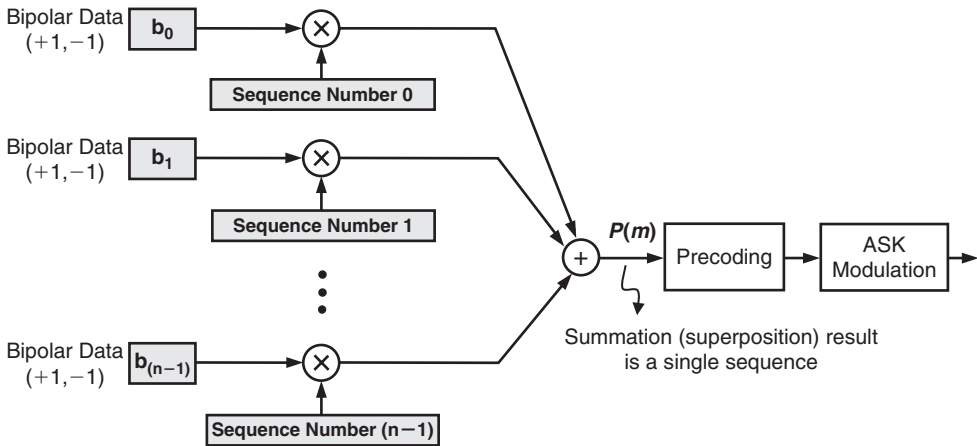 Bipolar Data
(+1,−1)
b0
×
Sequence Number 0
Bipolar Data
(+1,−1)
b1
×
Sequence Number 1
Bipolar Data
(+1,−1)
b(n−1)
×
Sequence Number (n−1)
+
P(m)
Precoding
ASK
Modulation
Summation (superposition) result
is a single sequence